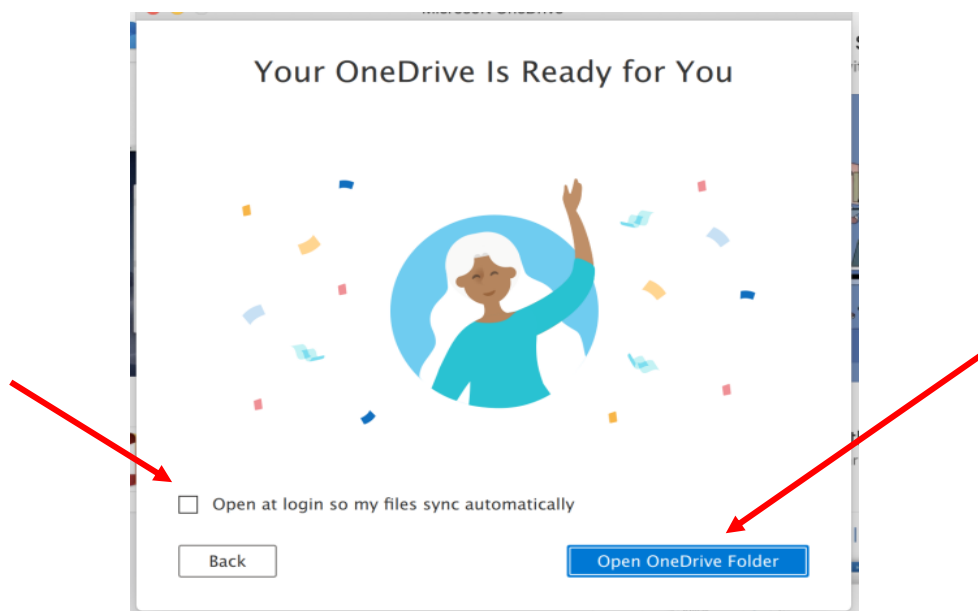 Your OneDrive Is Ready for You
Open at login so my files sync automatically
Back
Open OneDrive Folder